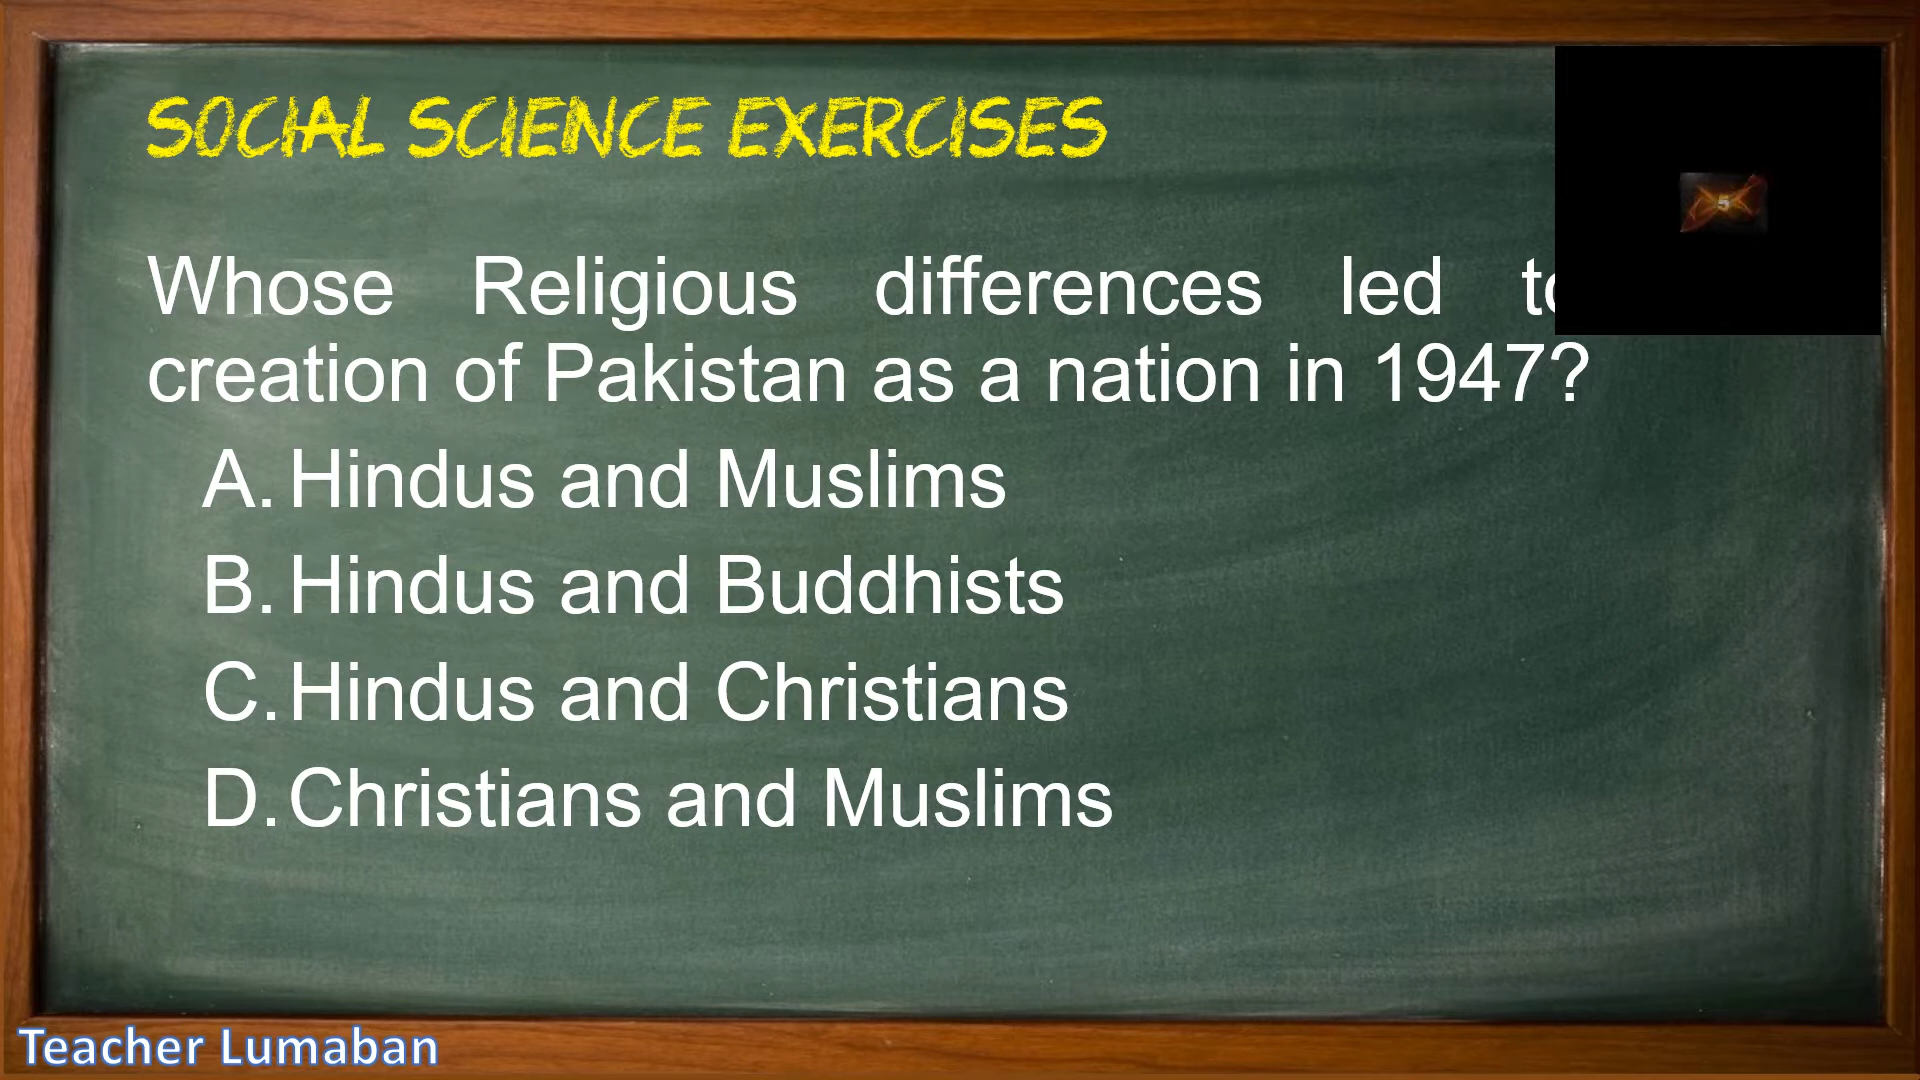 SOCIAL SCIENCE EXERCISES
5
Whose Religious differences led
creation of Pakistan as a nation in 1947?
A. Hindus and Muslims
B. Hindus and Buddhists
C. Hindus and Christians
D. Christians and Muslims
Teacher Lumaban